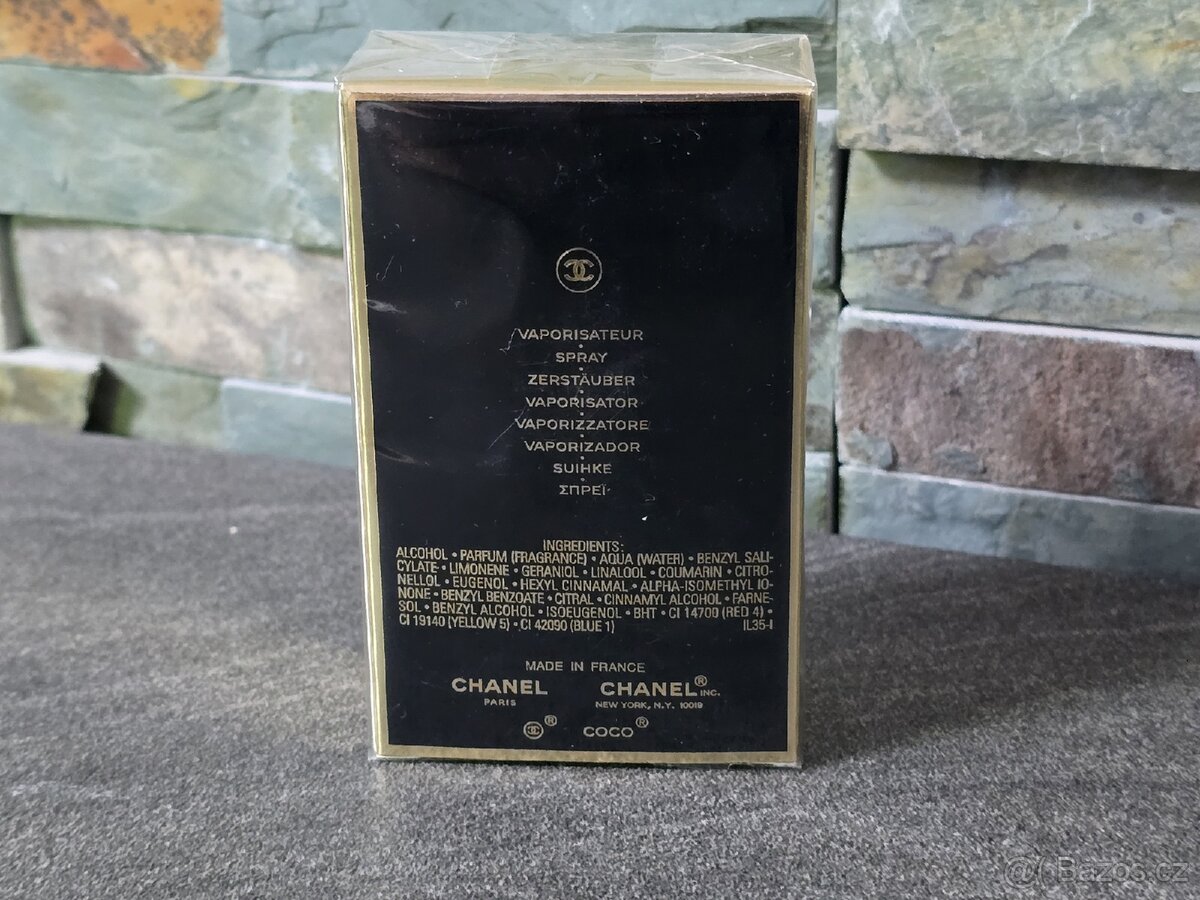 VAPORISATEUR
SPRAY
ZERSTÄUBER
VAPORISATOR
VAPORIZZATORE
VAPORIZADOR
SUIHKE
ΣΠΡΕΪ
INGREDIENTS:
ALCOHOL • PARFUM (FRAGRANCE) • AQUA (WATER) • BENZYL SALI-
CYLATE • LIMONENE • GERANIOL • LINALOOL • COUMARIN • CITRO-
NELLOL • EUGENOL • HEXYL CINNAMAL • ALPHA-ISOMETHYL IO-
NONE • BENZYL BENZOATE • CITRAL • CINNAMYL ALCOHOL • FARNE-
SOL • BENZYL ALCOHOL • ISOEUGENOL • BHT • CI 14700 (RED 4) •
CI 19140 (YELLOW 5) • CI 42090 (BLUE 1) IL35-I
MADE IN FRANCE
CHANEL CHANEL® INC.
PARIS NEW YORK, N.Y. 10019
® COCO®
@ Bazos.cz